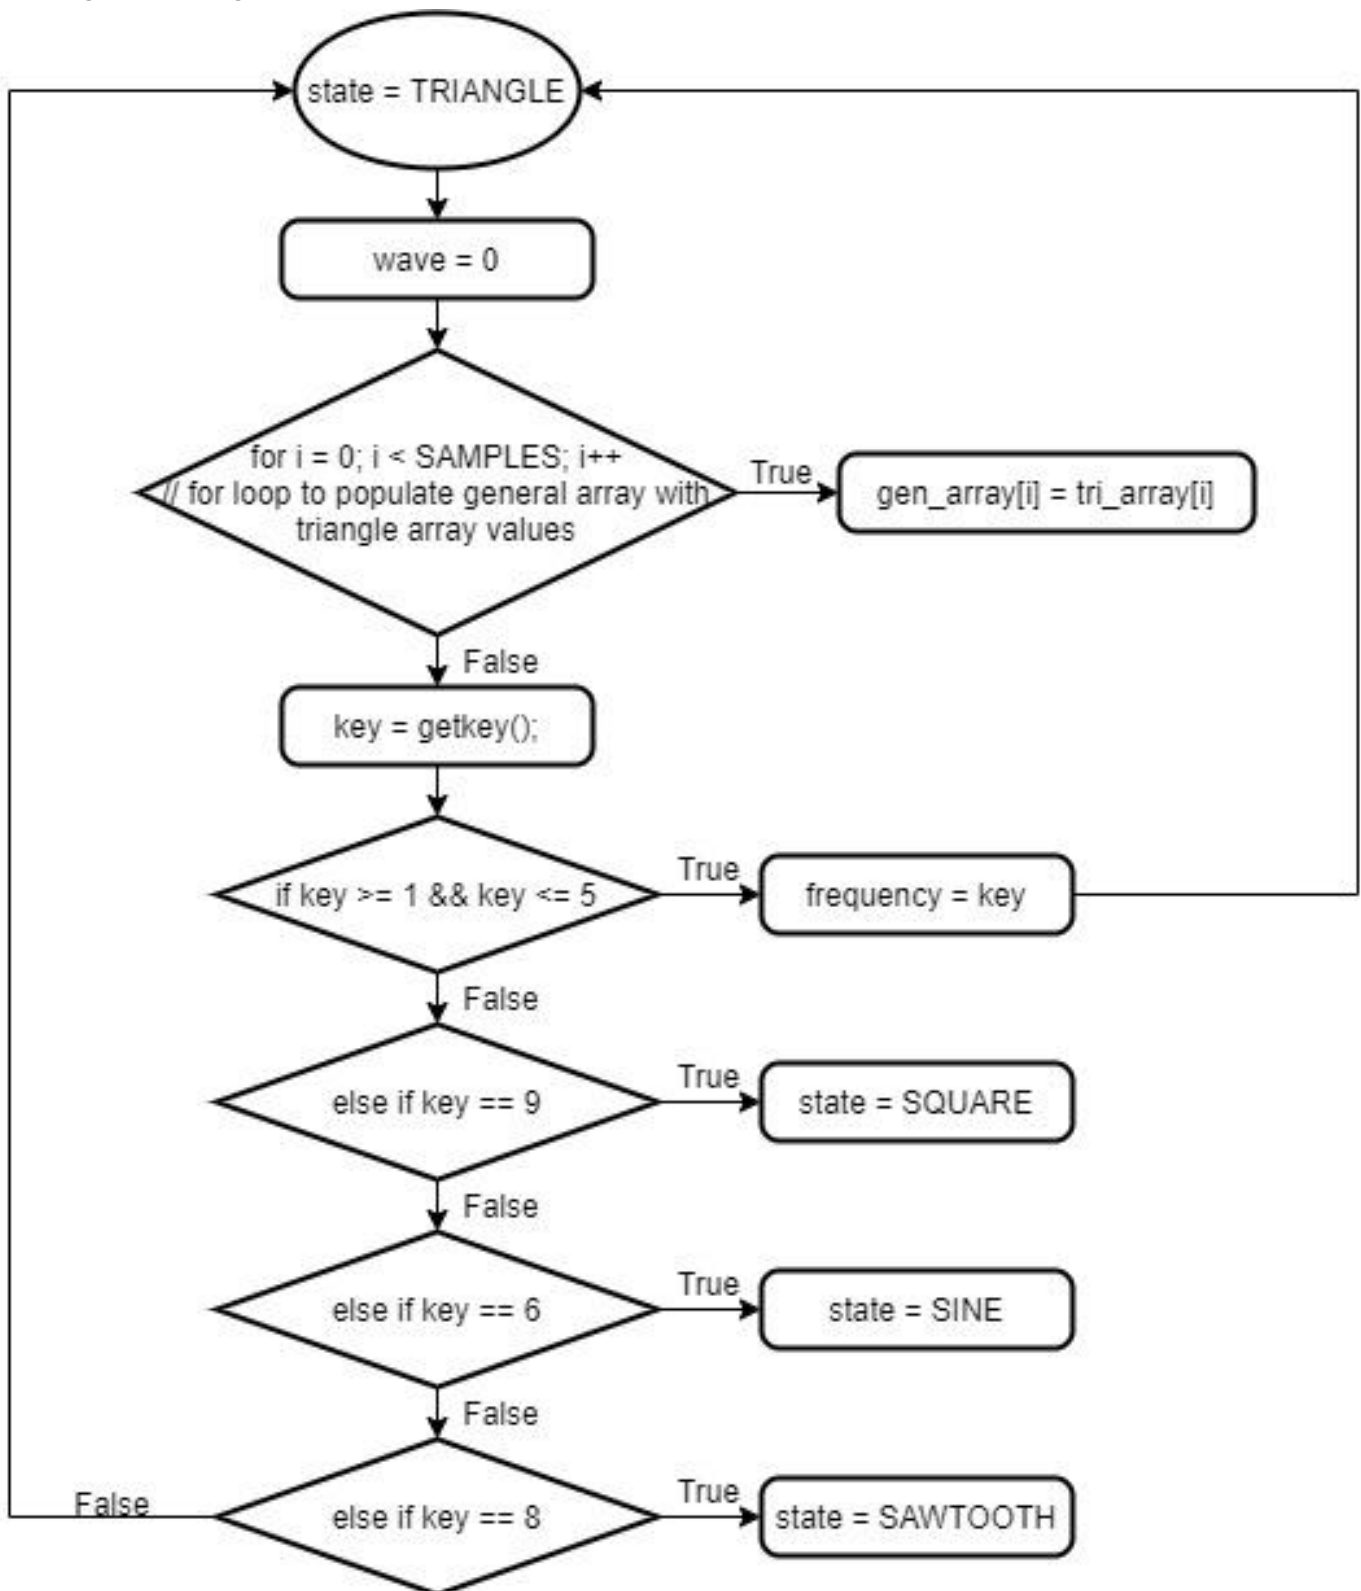 state = TRIANGLE
wave = 0
for i = 0; i < SAMPLES; i++
// for loop to populate general array with
triangle array values
True
gen_array[i] = tri_array[i]
False
key = getkey();
if key >= 1 && key <= 5
True
frequency = key
False
else if key == 9
True
state = SQUARE
False
else if key == 6
True
state = SINE
False
else if key == 8
True
state = SAWTOOTH
False